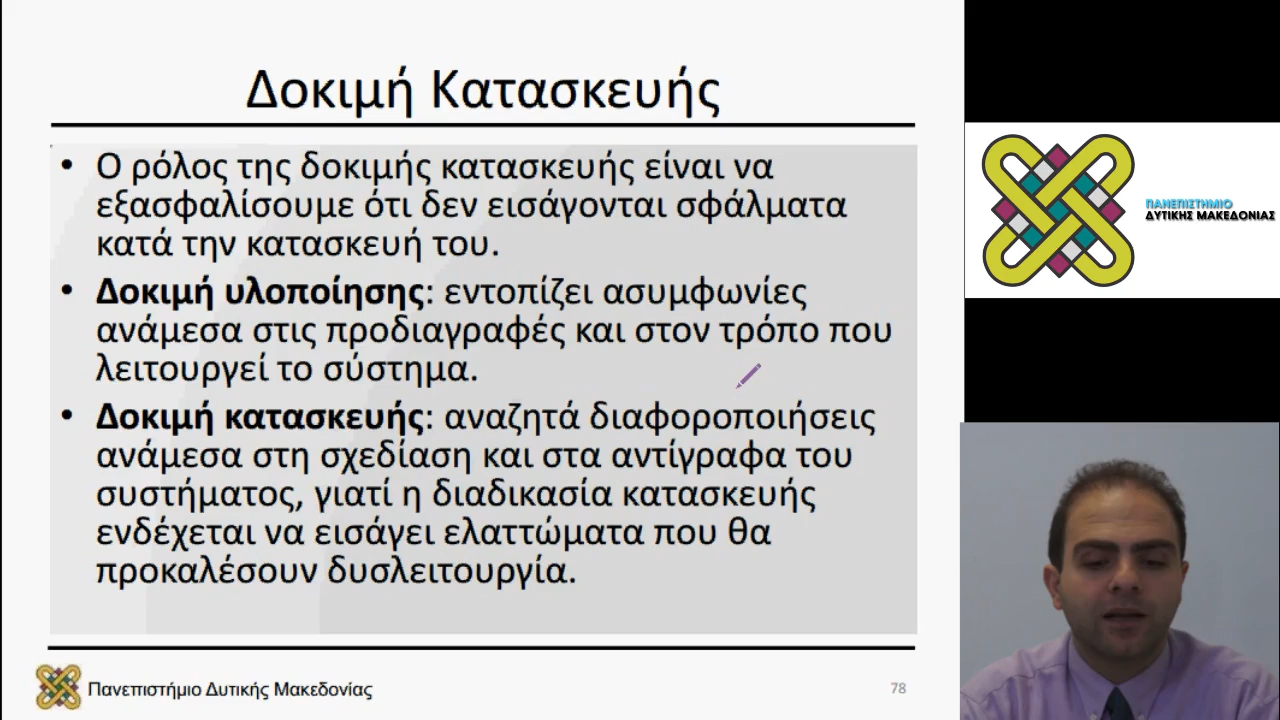 Δοκιμή Κατασκευής
• Ο ρόλος της δοκιμής κατασκευής είναι να
εξασφαλίσουμε ότι δεν εισάγονται σφάλματα
κατά την κατασκευή του.
• Δοκιμή υλοποίησης: εντοπίζει ασυμφωνίες
ανάμεσα στις προδιαγραφές και στον τρόπο που
λειτουργεί το σύστημα.
• Δοκιμή κατασκευής: αναζητά διαφοροποιήσεις
ανάμεσα στη σχεδίαση και στα αντίγραφα του
συστήματος, γιατί η διαδικασία κατασκευής
ενδέχεται να εισάγει ελαττώματα που θα
προκαλέσουν δυσλειτουργία.
Πανεπιστήμιο Δυτικής Μακεδονίας
78
ΠΑΝΕΠΙΣΤΗΜΙΟ
ΔΥΤΙΚΗΣ ΜΑΚΕΔΟΝΙΑΣ